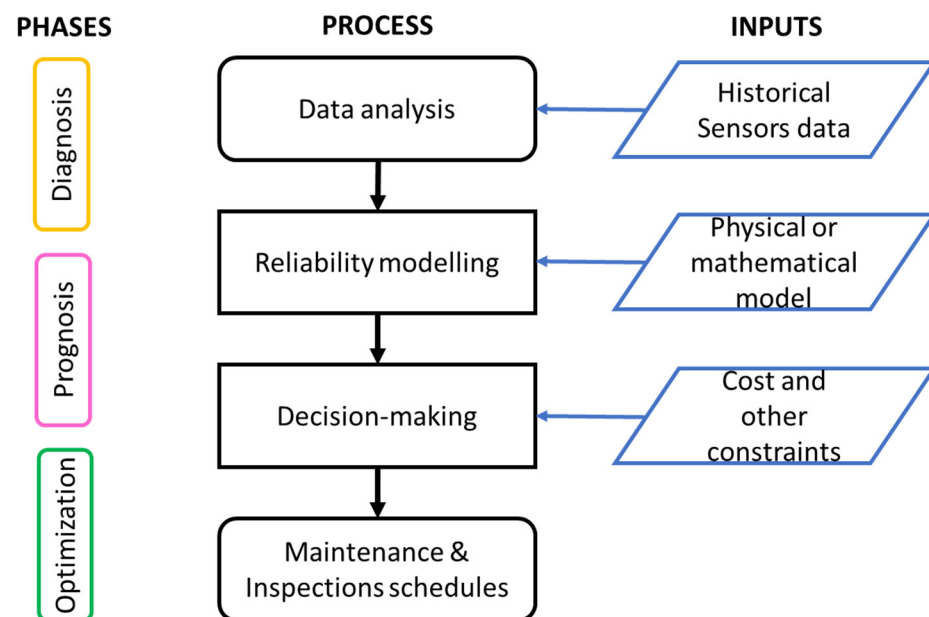 PHASES
PROCESS
INPUTS
Diagnosis
Data analysis
Historical
Sensors data
Prognosis
Reliability modelling
Physical or
mathematical
model
Decision-making
Cost and
other
constraints
Optimization
Maintenance &
Inspections schedules